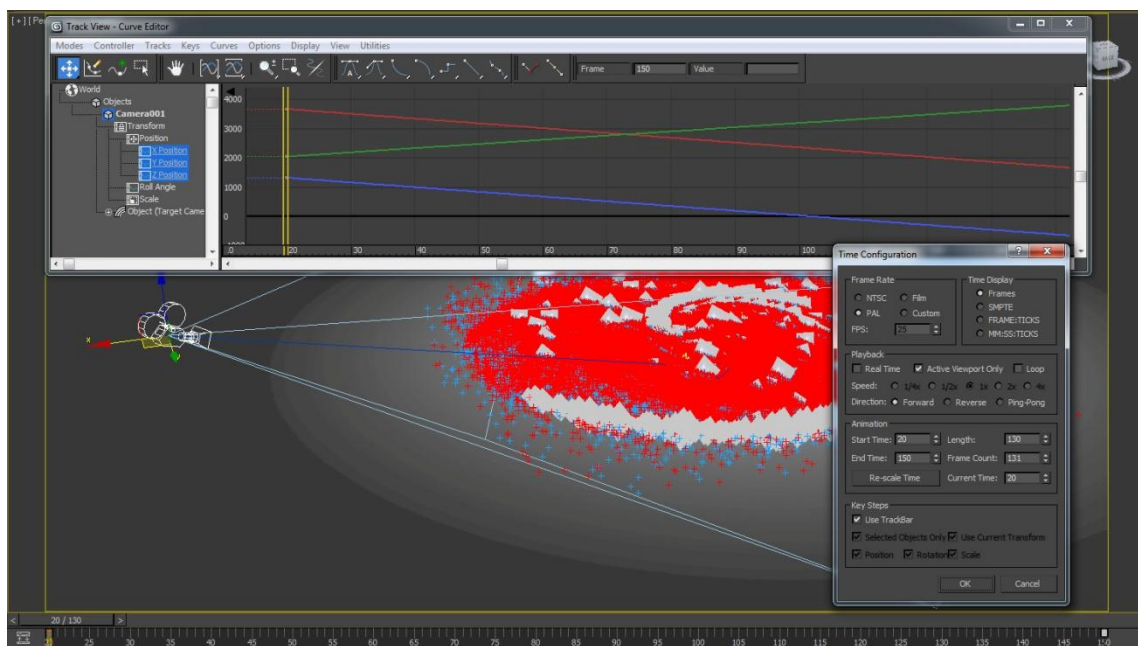 [+][Pe
Track View - Curve Editor
Modes Controller Tracks Keys Curves Options Display View Utilities
Frame 150 Value
World
Objects
Camera001
Transform
Position
X Position
Y Position
Z Position
Roll Angle
Scale
Object (Target Came
4000
3000
2000
1000
0
0 20 30 40 50 60 70 80 90 100
Time Configuration
Frame Rate
NTSC Film
PAL Custom
FPS: 25
Time Display
Frames
SMPTE
FRAME:TICKS
MM:SS:TICKS
Playback
Real Time Active Viewport Only Loop
Speed: 1/4x 1/2x 1x 2x 4x
Direction: Forward Reverse Ping-Pong
Animation
Start Time: 20 Length: 130
End Time: 150 Frame Count: 131
Re-scale Time Current Time: 20
Key Steps
Use TrackBar
Selected Objects Only Use Current Transform
Position Rotation Scale
OK Cancel
x
20 / 130
20 25 30 35 40 45 50 55 60 65 70 75 80 85 90 95 100 105 110 115 120 125 130 135 140 145 150